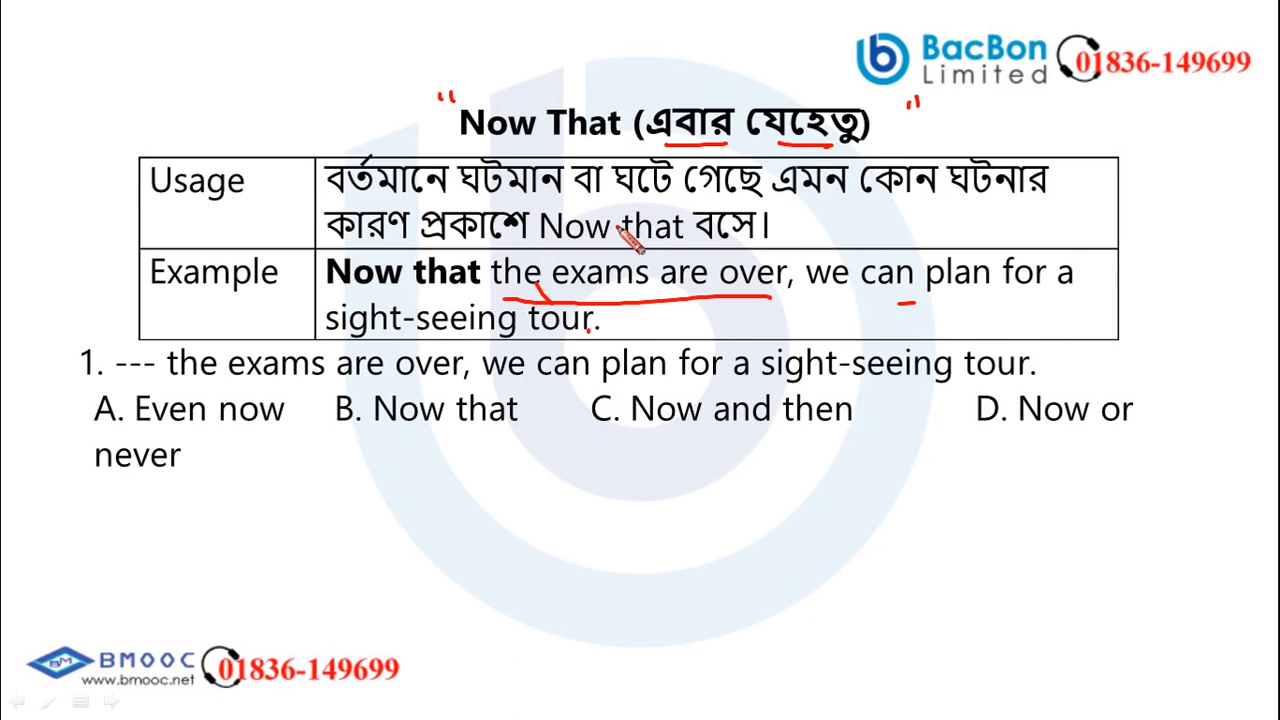 BacBon
Limited
01836-149699
" Now That (এবার যেহেতু) "
Usage
বর্তমানে ঘটমান বা ঘটে গেছে এমন কোন ঘটনার
কারণ প্রকাশে Now that বসে।
Example
Now that the exams are over, we can plan for a
sight-seeing tour.
1. --- the exams are over, we can plan for a sight-seeing tour.
A. Even now B. Now that C. Now and then D. Now or
never
BM BMOOC
www.bmooc.net
01836-149699